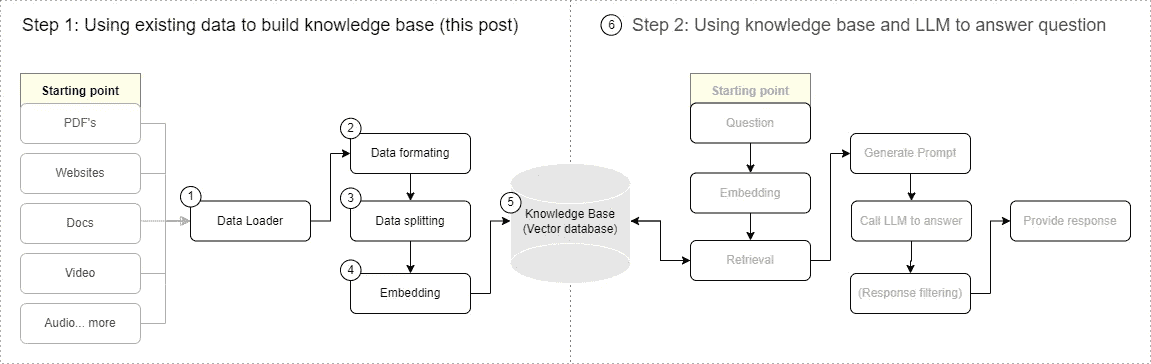 Step 1: Using existing data to build knowledge base (this post)
Starting point
PDF's
Websites
Docs
Video
Audio... more
1
Data Loader
2
Data formating
3
Data splitting
4
Embedding
5
Knowledge Base
(Vector database)
6
Step 2: Using knowledge base and LLM to answer question
Starting point
Question
Embedding
Retrieval
Generate Prompt
Call LLM to answer
(Response filtering)
Provide response